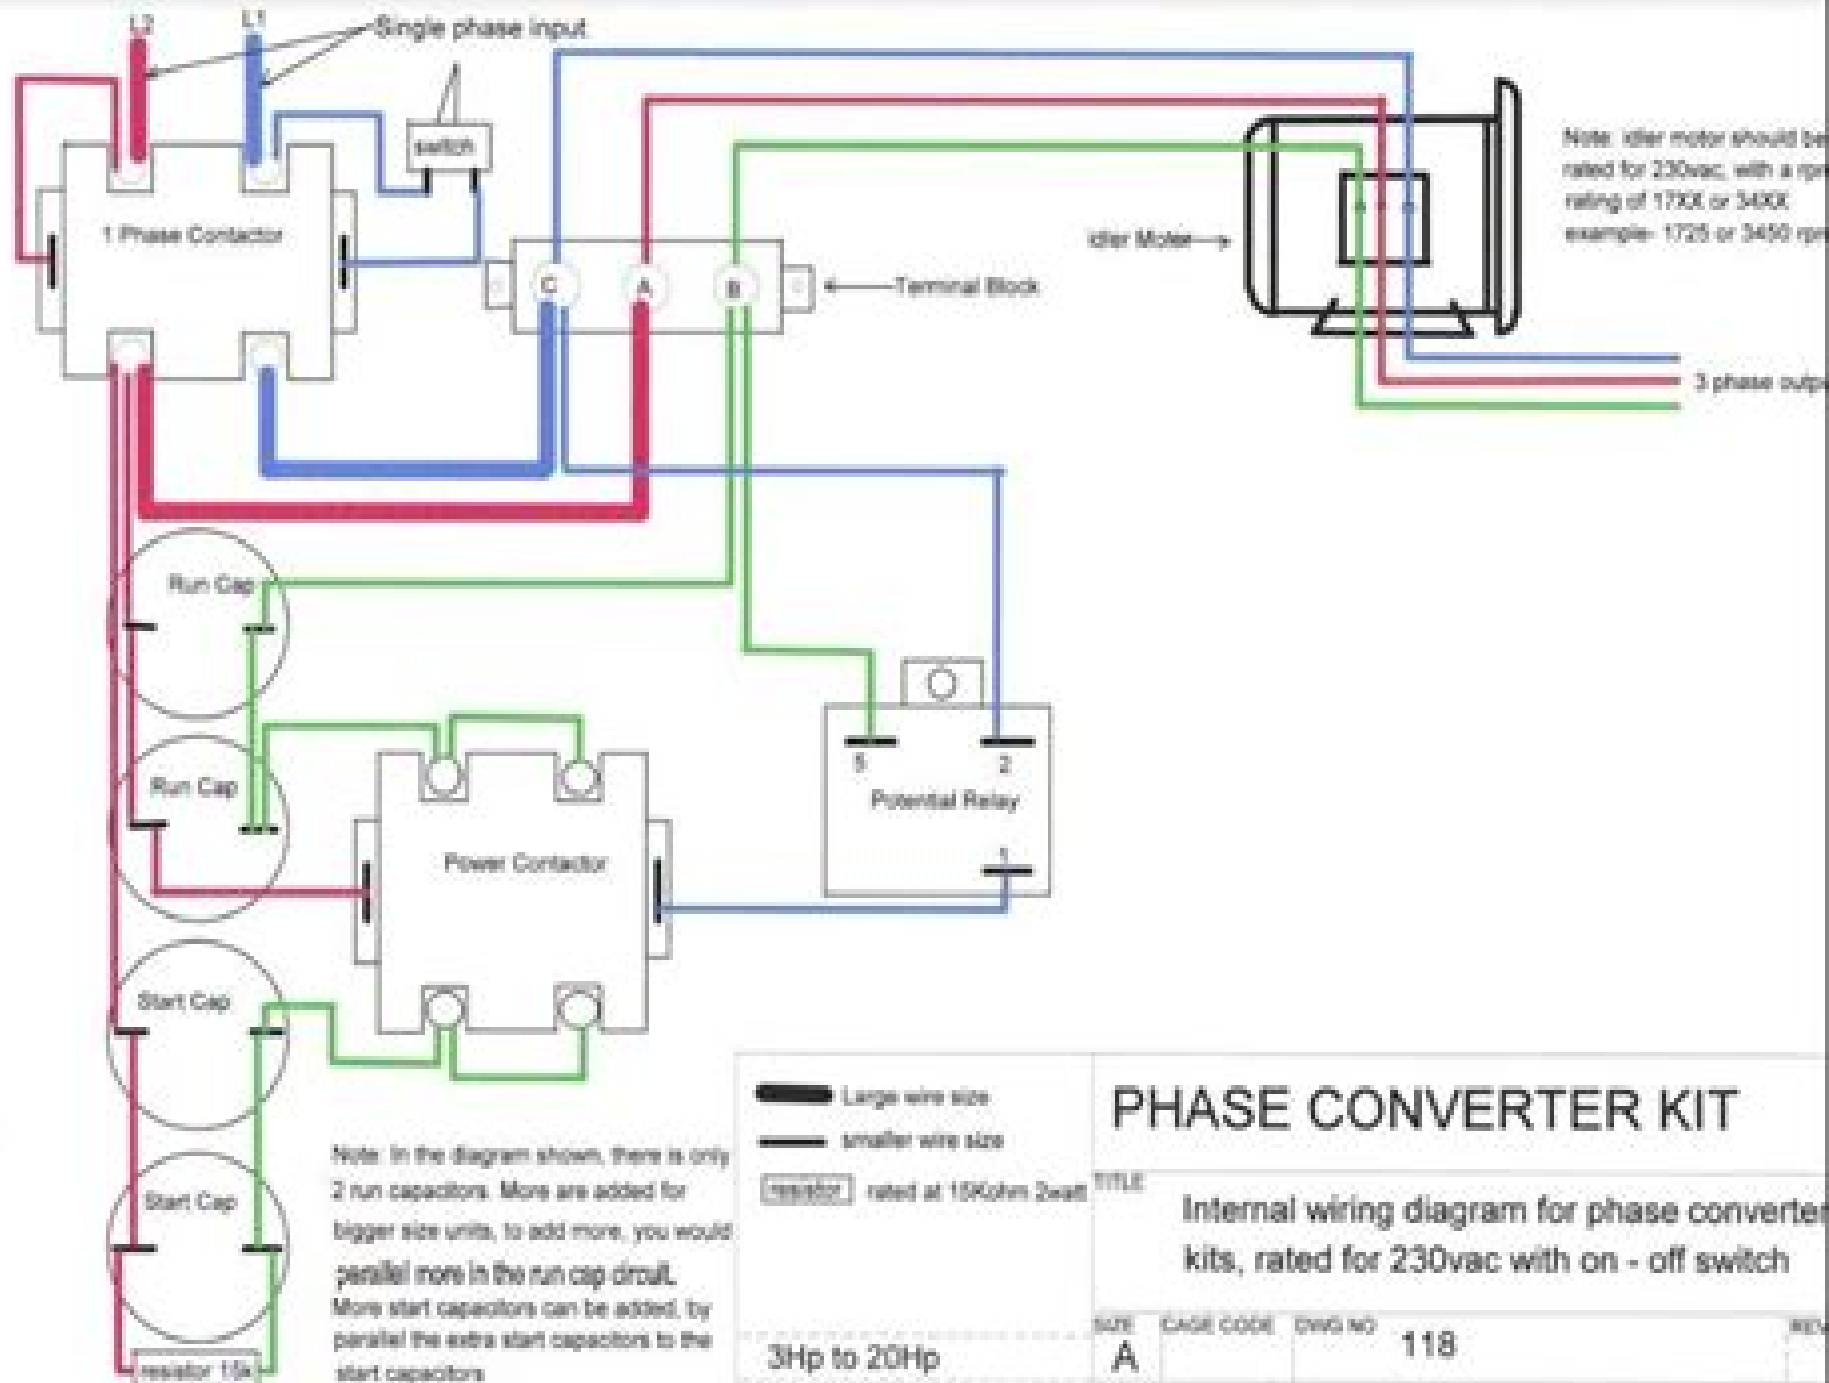 L2
L1
Single phase input
switch
1 Phase Contactor
C
A
B
Terminal Block
Idler Motor
Note: idler motor should be
rated for 230vac, with a rpm
rating of 17XX or 34XX
example- 1725 or 3450 rpm
3 phase outpu
Run Cap
Run Cap
Power Contactor
5
2
Potential Relay
1
Start Cap
Start Cap
resistor 15k
Note: In the diagram shown, there is only
2 run capacitors. More are added for
bigger size units, to add more, you would
parallel more in the run cap circuit.
More start capacitors can be added, by
parallel the extra start capacitors to the
start capacitors
Large wire size
smaller wire size
resistor rated at 15Kohm 2watt
3Hp to 20Hp
PHASE CONVERTER KIT
TITLE
Internal wiring diagram for phase converter
kits, rated for 230vac with on - off switch
SIZE
A
CAGE CODE
DWG NO
118
REV